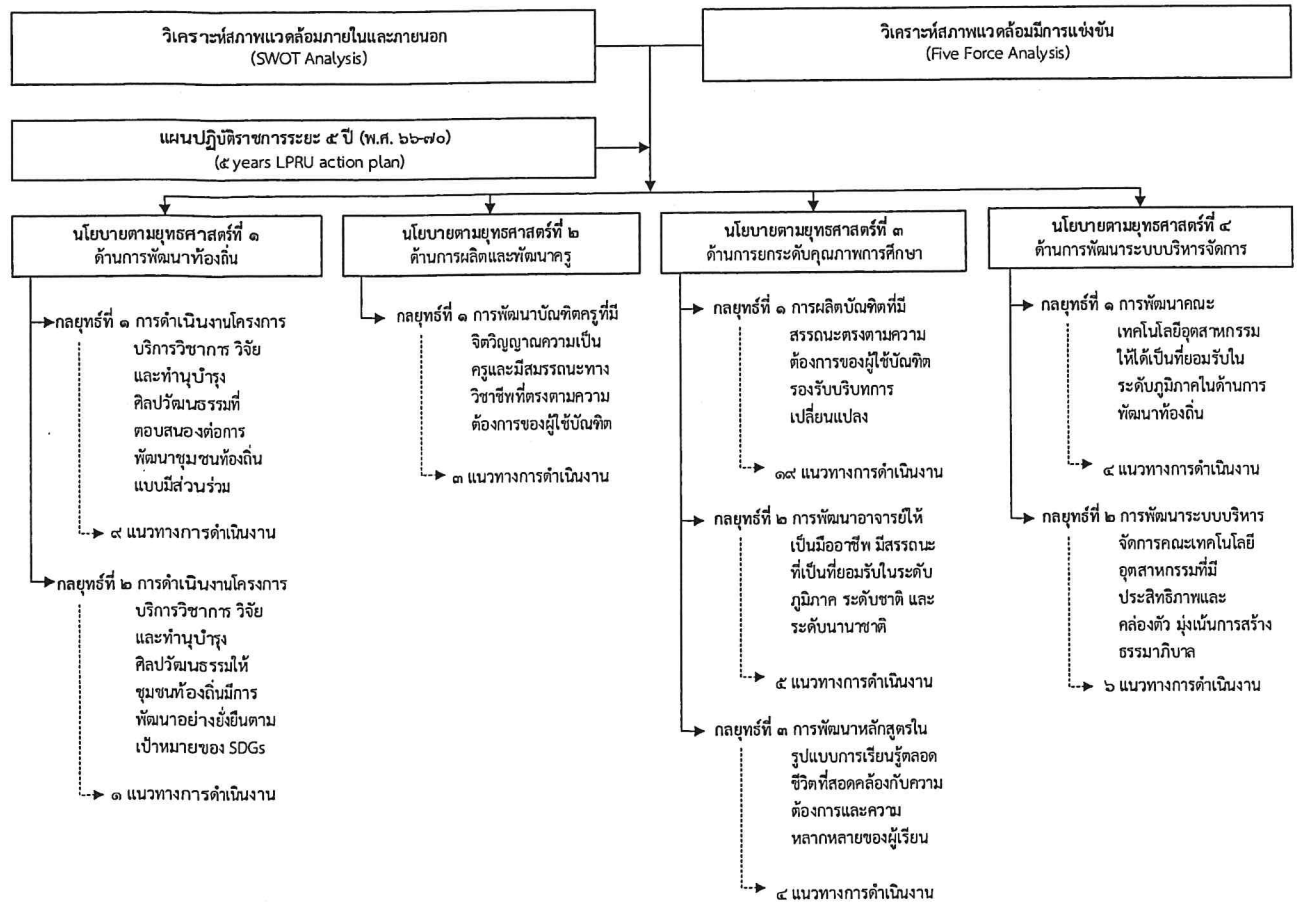 วิเคราะห์สภาพแวดล้อมภายในและภายนอก
(SWOT Analysis)
วิเคราะห์สภาพแวดล้อมมีการแข่งขัน
(Five Force Analysis)
แผนปฏิบัติราชการระยะ ๕ ปี (พ.ศ. ๖๖-๗๐)
(๕ years LPRU action plan)
นโยบายตามยุทธศาสตร์ที่ ๑
ด้านการพัฒนาท้องถิ่น
กลยุทธ์ที่ ๑ การดำเนินงานโครงการ
บริการวิชาการ วิจัย
และทำนุบำรุง
ศิลปวัฒนธรรมที่
ตอบสนองต่อการ
พัฒนาชุมชนท้องถิ่น
แบบมีส่วนร่วม
๙ แนวทางการดำเนินงาน
กลยุทธ์ที่ ๒ การดำเนินงานโครงการ
บริการวิชาการ วิจัย
และทำนุบำรุง
ศิลปวัฒนธรรมให้
ชุมชนท้องถิ่นมีการ
พัฒนาอย่างยั่งยืนตาม
เป้าหมายของ SDGs
๑ แนวทางการดำเนินงาน
นโยบายตามยุทธศาสตร์ที่ ๒
ด้านการผลิตและพัฒนาครู
กลยุทธ์ที่ ๑ การพัฒนาบัณฑิตครูที่มี
จิตวิญญาณความเป็น
ครูและมีสมรรถนะทาง
วิชาชีพที่ตรงตามความ
ต้องการของผู้ใช้บัณฑิต
๓ แนวทางการดำเนินงาน
นโยบายตามยุทธศาสตร์ที่ ๓
ด้านการยกระดับคุณภาพการศึกษา
กลยุทธ์ที่ ๑ การผลิตบัณฑิตที่มี
สรรถนะตรงตามความ
ต้องการของผู้ใช้บัณฑิต
รองรับบริบทการ
เปลี่ยนแปลง
๑๙ แนวทางการดำเนินงาน
กลยุทธ์ที่ ๒ การพัฒนาอาจารย์ให้
เป็นมืออาชีพ มีสรรถนะ
ที่เป็นที่ยอมรับในระดับ
ภูมิภาค ระดับชาติ และ
ระดับนานาชาติ
๕ แนวทางการดำเนินงาน
กลยุทธ์ที่ ๓ การพัฒนาหลักสูตรใน
รูปแบบการเรียนรู้ตลอด
ชีวิตที่สอดคล้องกับความ
ต้องการและความ
หลากหลายของผู้เรียน
๔ แนวทางการดำเนินงาน
นโยบายตามยุทธศาสตร์ที่ ๔
ด้านการพัฒนาระบบบริหารจัดการ
กลยุทธ์ที่ ๑ การพัฒนาคณะ
เทคโนโลยีอุตสาหกรรม
ให้ได้เป็นที่ยอมรับใน
ระดับภูมิภาคในด้านการ
พัฒนาท้องถิ่น
๔ แนวทางการดำเนินงาน
กลยุทธ์ที่ ๒ การพัฒนาระบบบริหาร
จัดการคณะเทคโนโลยี
อุตสาหกรรมที่มี
ประสิทธิภาพและ
คล่องตัว มุ่งเน้นการสร้าง
ธรรมาภิบาล
๖ แนวทางการดำเนินงาน